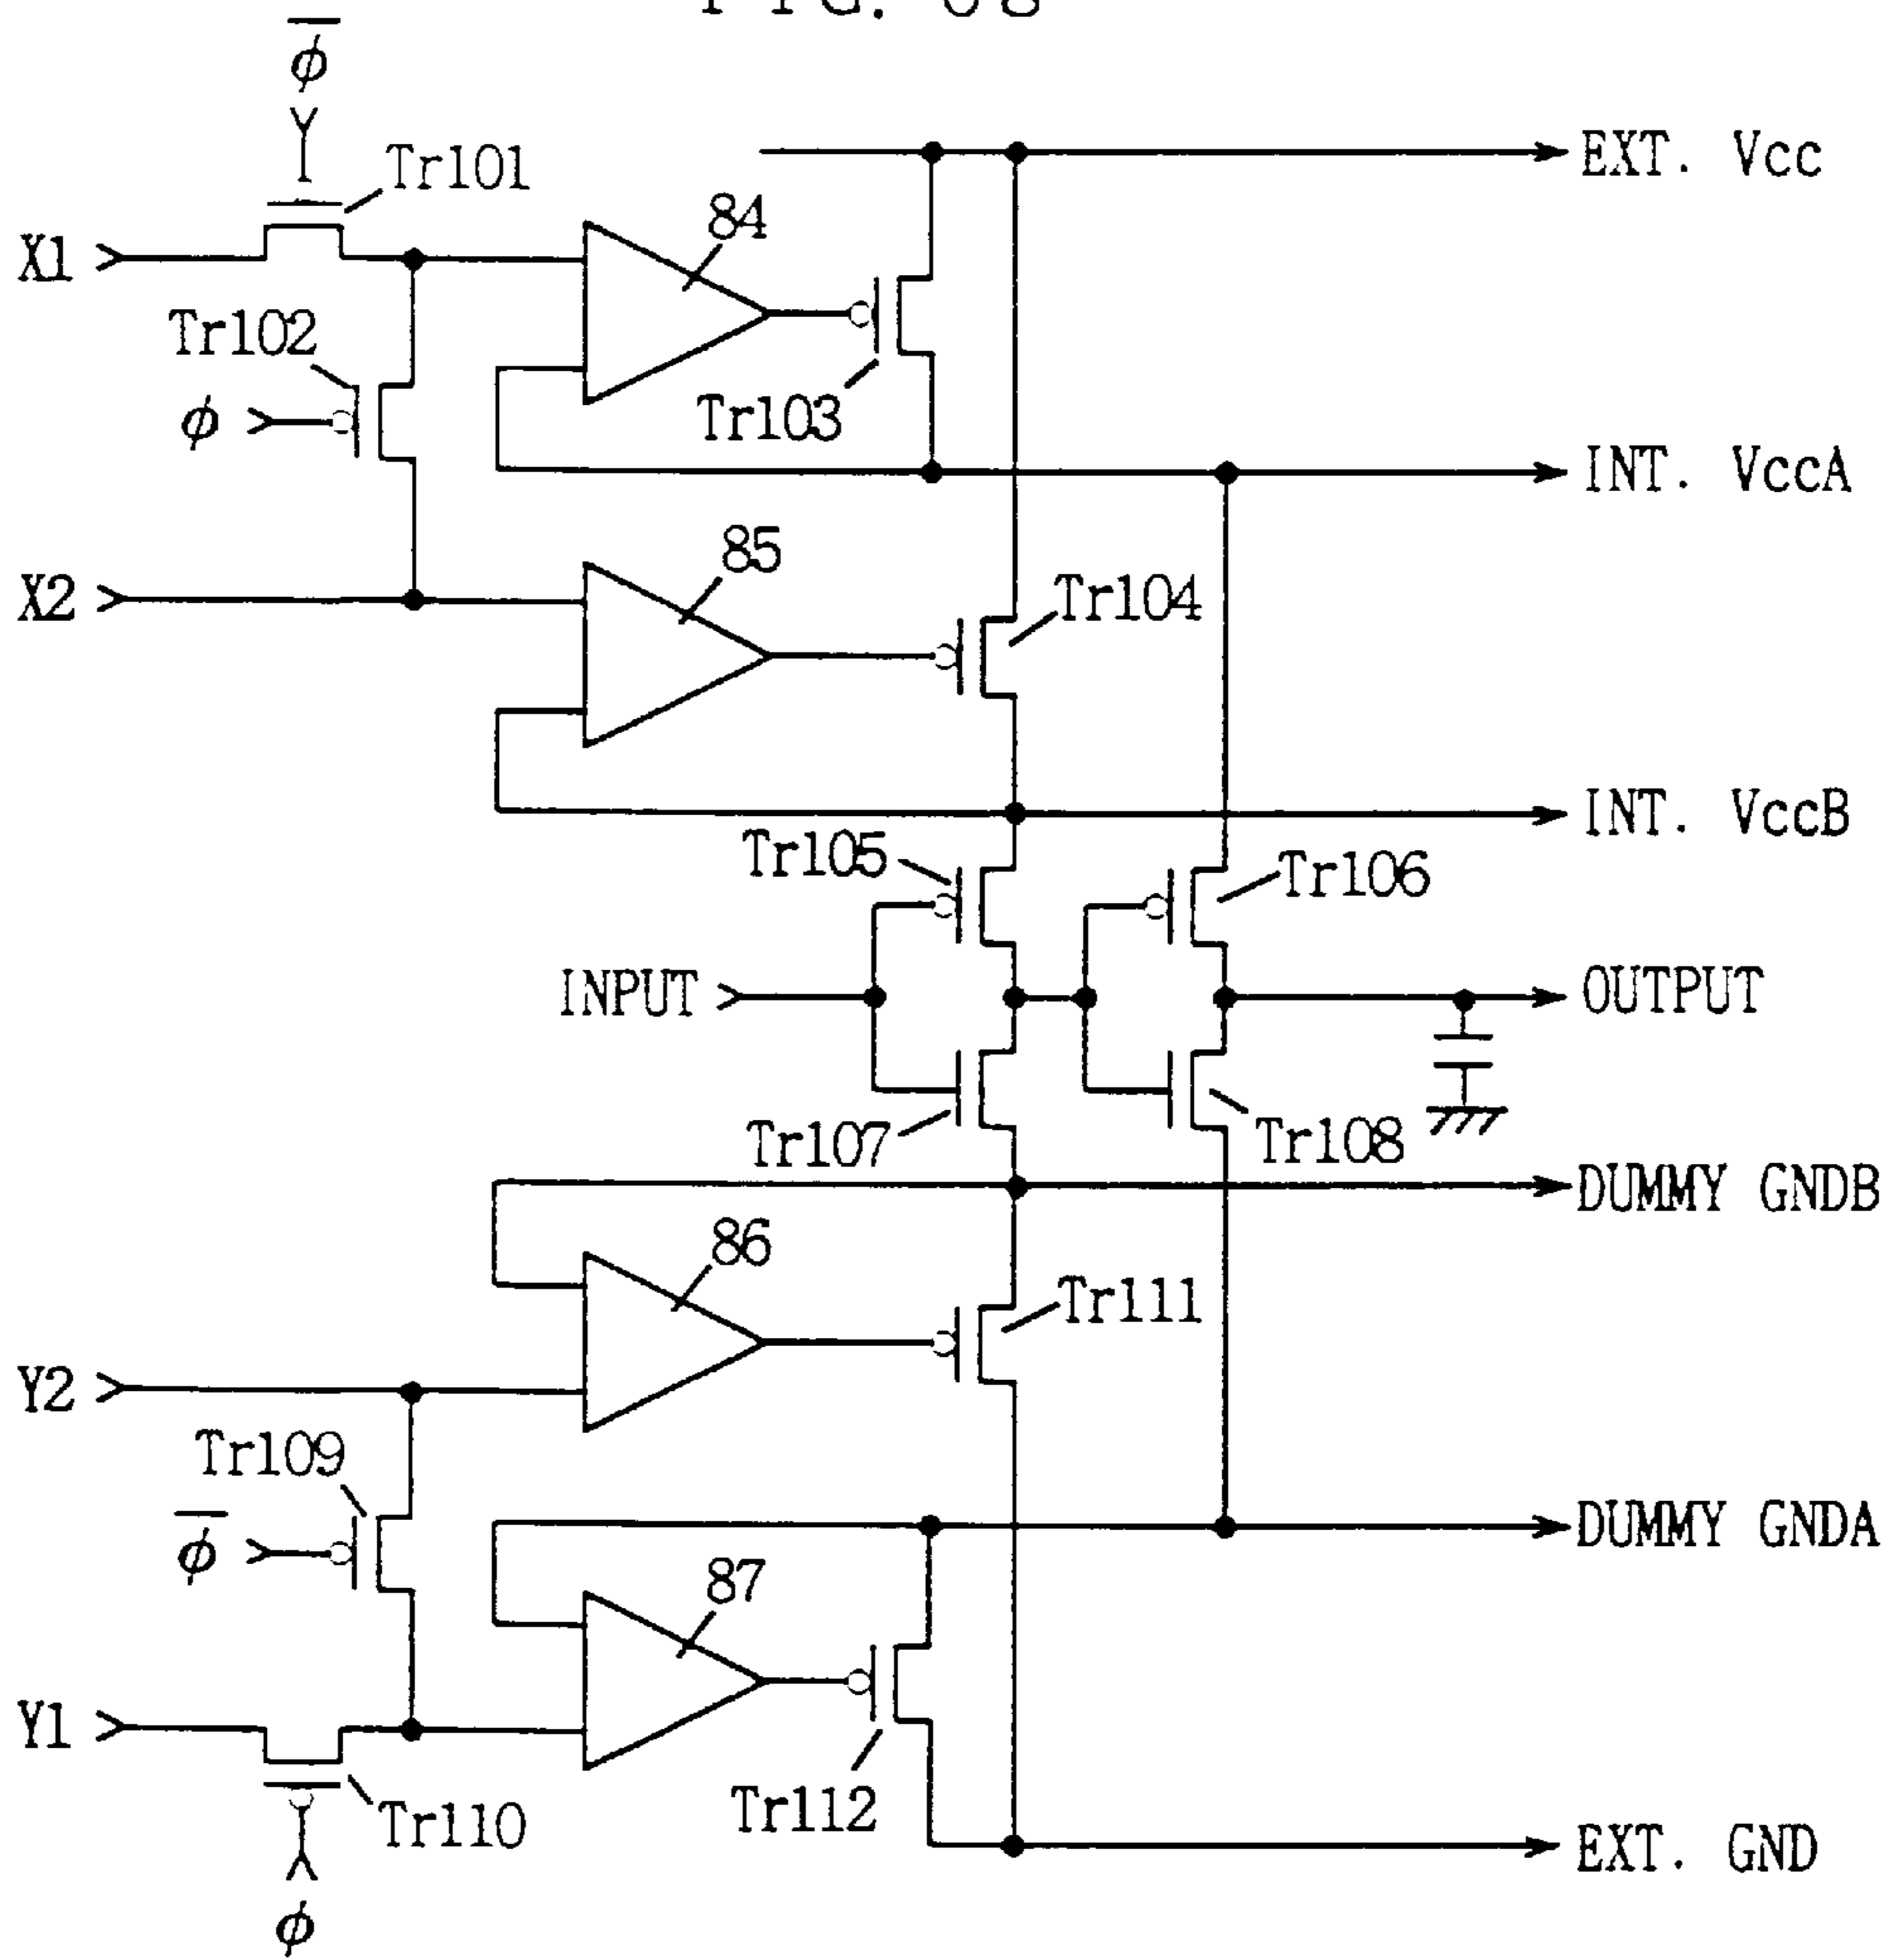 φ̅
Tr101
EXT. Vcc
84
X1
Tr102
φ
Tr103
INT. VccA
85
X2
Tr104
INT. VccB
Tr105
Tr106
INPUT
OUTPUT
Tr107
Tr108
DUMMY GNDB
86
Tr111
Y2
Tr109
φ̅
DUMMY GNDA
87
Y1
Tr110
Tr112
EXT. GND
φ